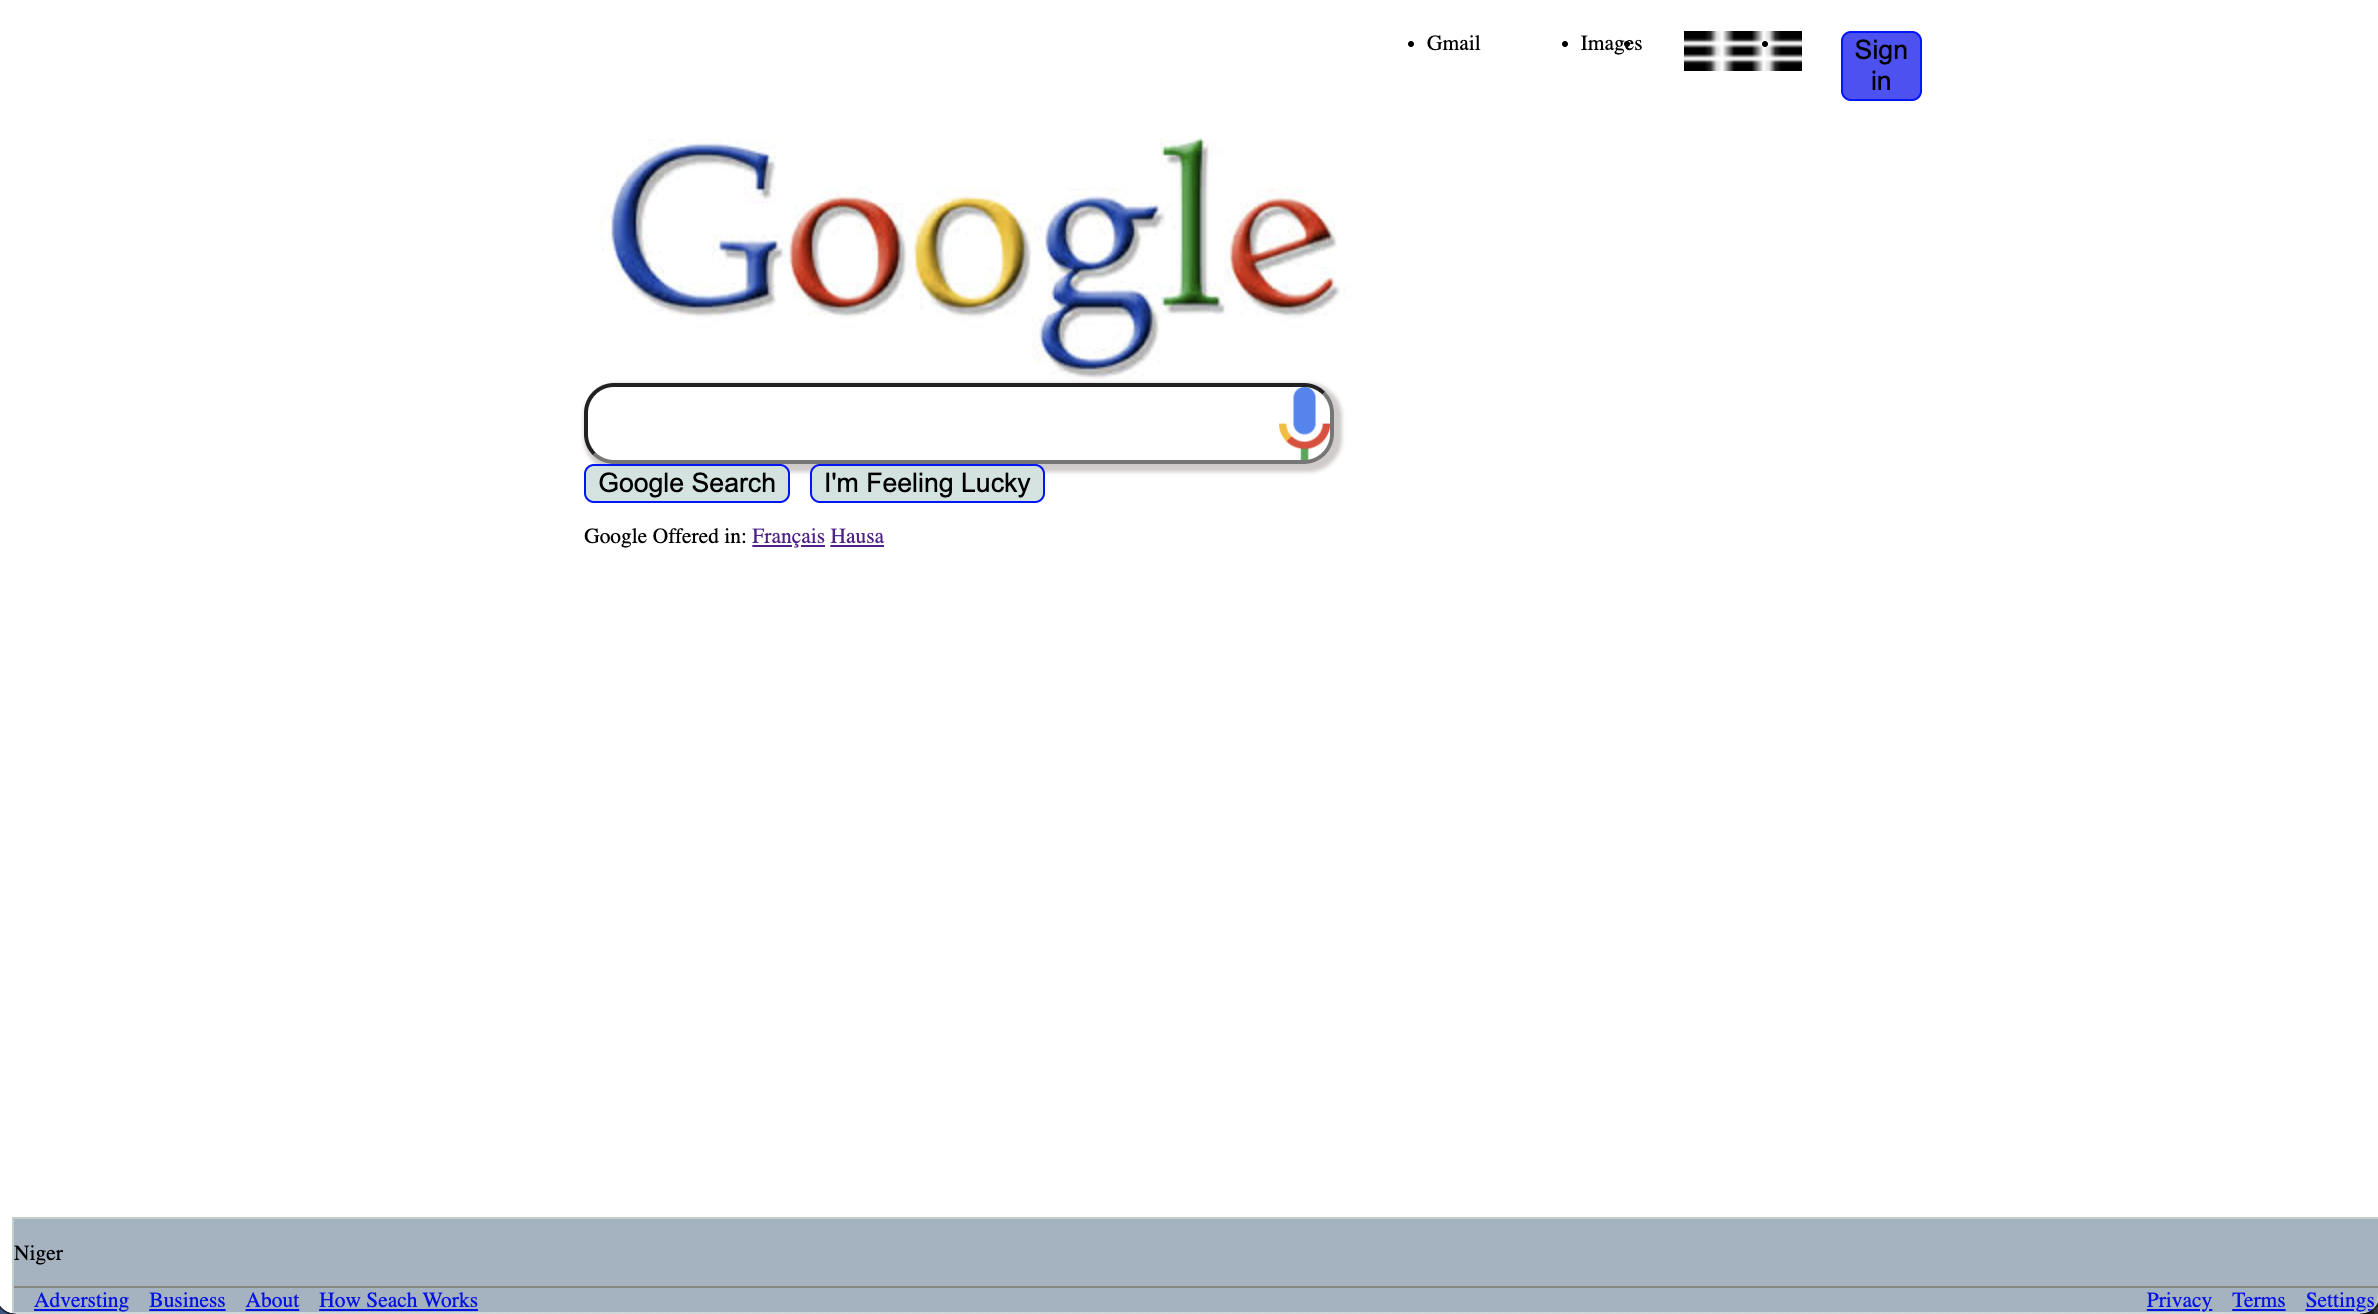 Gmail
Images
Sign
in
Google
Google Search
I'm Feeling Lucky
Google Offered in: Français Hausa
Niger
Adversting Business About How Seach Works
Privacy Terms Settings